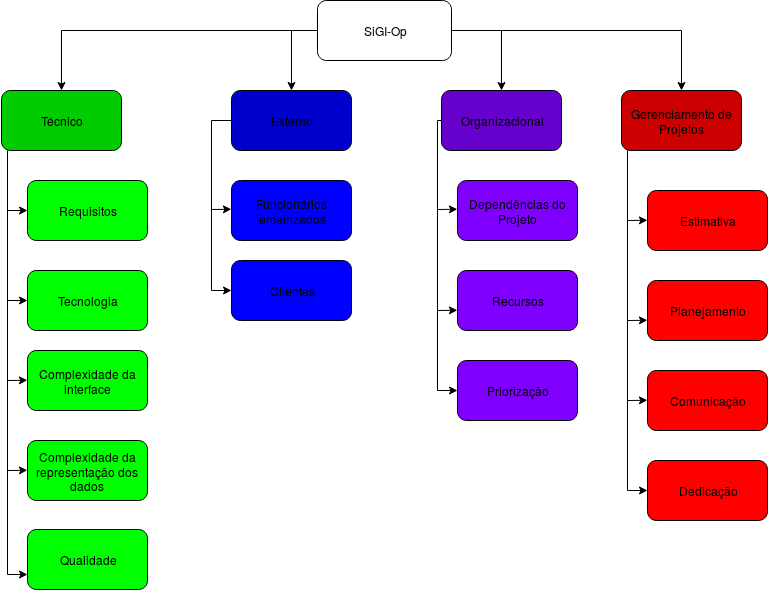 SiGI-Op
Técnico
Externo
Organizacional
Gerenciamento de
Projetos
Requisitos
Tecnologia
Complexidade da
interface
Complexidade da
representação dos
dados
Qualidade
Funcionários
terceirizados
Clientes
Dependências do
Projeto
Recursos
Priorização
Estimativa
Planejamento
Comunicação
Dedicação